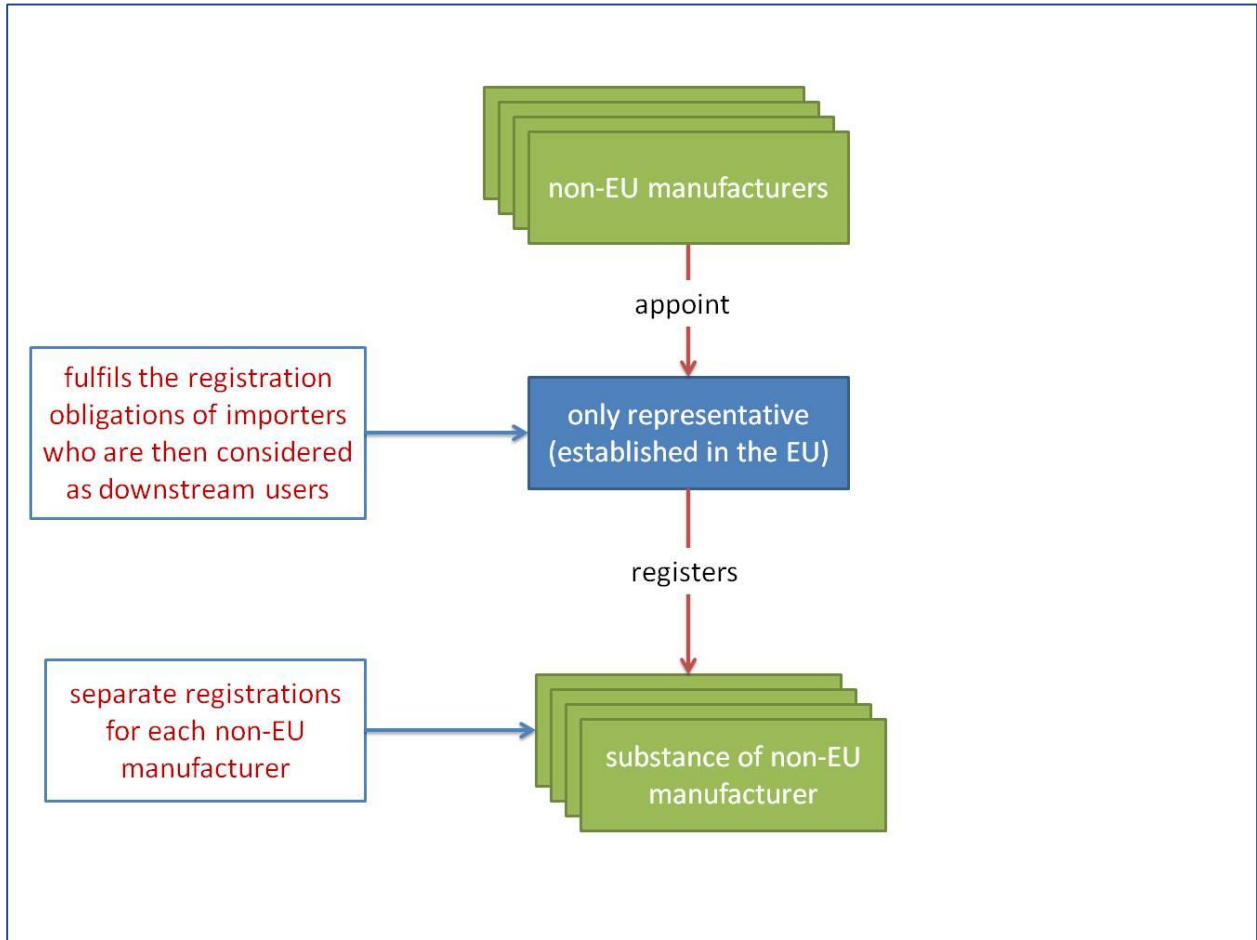 non-EU manufacturers
appoint
fulfils the registration
obligations of importers
who are then considered
as downstream users
only representative
(established in the EU)
registers
separate registrations
for each non-EU
manufacturer
substance of non-EU
manufacturer